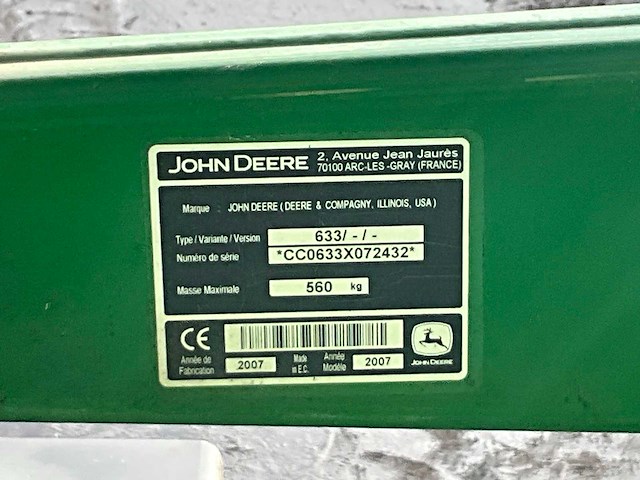 JOHN DEERE 2, Avenue Jean Jaurès
70100 ARC-LES -GRAY (FRANCE)
Marque : JOHN DEERE ( DEERE & COMPAGNY, ILLINOIS, USA )
Type / Variante / Version 633/ - / -
Numéro de série *CC0633X072432*
Masse Maximale 560 kg
CE
Année de Fabrication 2007 Made in E.C. Année Modèle 2007
JOHN DEERE